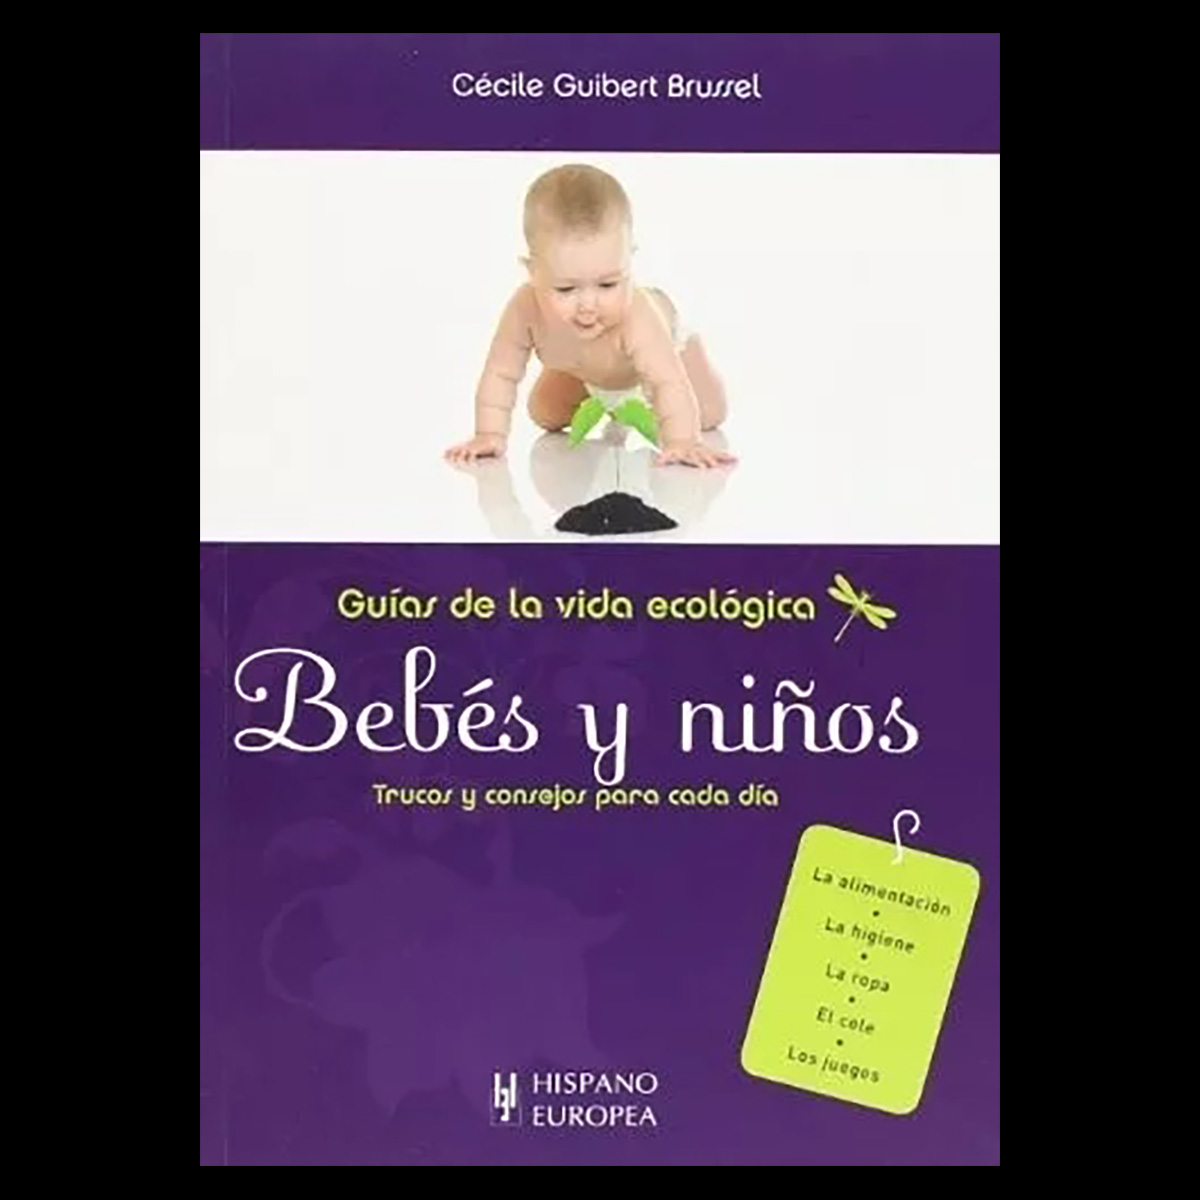 Cécile Guibert Brussel
Guías de la vida ecológica
Bebés y niños
Trucos y consejos para cada día
La alimentación
•
La higiene
•
La ropa
•
El cole
•
Los juegos
HISPANO
EUROPEA